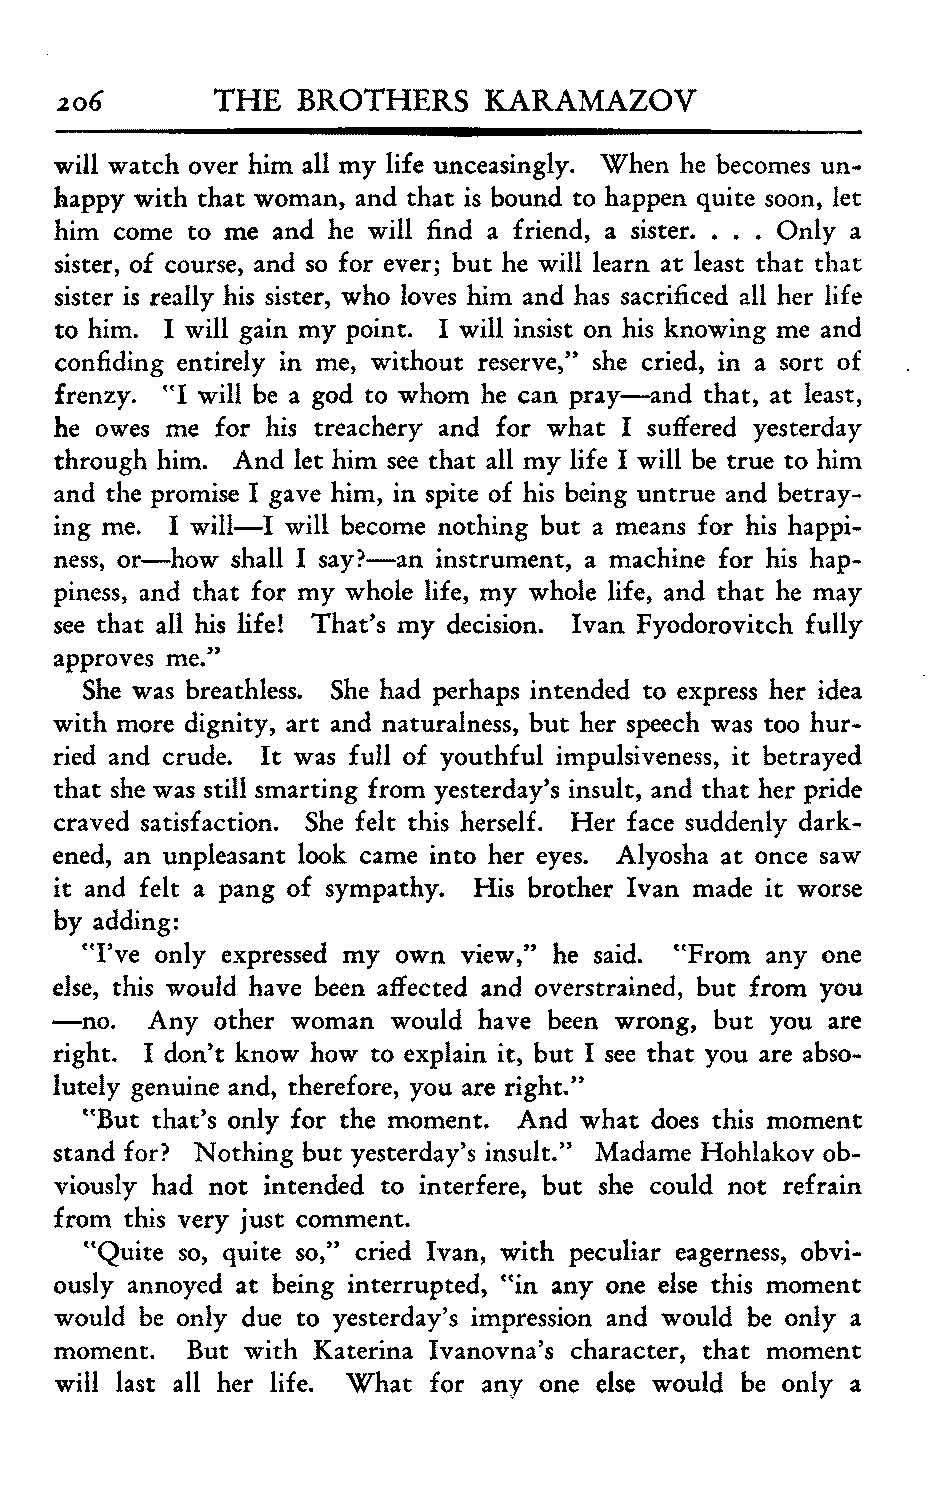 206 THE BROTHERS KARAMAZOV
will watch over him all my life unceasingly. When he becomes un-
happy with that woman, and that is bound to happen quite soon, let
him come to me and he will find a friend, a sister. . . . Only a
sister, of course, and so for ever; but he will learn at least that that
sister is really his sister, who loves him and has sacrificed all her life
to him. I will gain my point. I will insist on his knowing me and
confiding entirely in me, without reserve,” she cried, in a sort of
frenzy. “I will be a god to whom he can pray—and that, at least,
he owes me for his treachery and for what I suffered yesterday
through him. And let him see that all my life I will be true to him
and the promise I gave him, in spite of his being untrue and betray-
ing me. I will—I will become nothing but a means for his happi-
ness, or—how shall I say?—an instrument, a machine for his hap-
piness, and that for my whole life, my whole life, and that he may
see that all his life! That’s my decision. Ivan Fyodorovitch fully
approves me.”
She was breathless. She had perhaps intended to express her idea
with more dignity, art and naturalness, but her speech was too hur-
ried and crude. It was full of youthful impulsiveness, it betrayed
that she was still smarting from yesterday’s insult, and that her pride
craved satisfaction. She felt this herself. Her face suddenly dark-
ened, an unpleasant look came into her eyes. Alyosha at once saw
it and felt a pang of sympathy. His brother Ivan made it worse
by adding:
“I’ve only expressed my own view,” he said. “From any one
else, this would have been affected and overstrained, but from you
—no. Any other woman would have been wrong, but you are
right. I don’t know how to explain it, but I see that you are abso-
lutely genuine and, therefore, you are right.”
“But that’s only for the moment. And what does this moment
stand for? Nothing but yesterday’s insult.” Madame Hohlakov ob-
viously had not intended to interfere, but she could not refrain
from this very just comment.
“Quite so, quite so,” cried Ivan, with peculiar eagerness, obvi-
ously annoyed at being interrupted, “in any one else this moment
would be only due to yesterday’s impression and would be only a
moment. But with Katerina Ivanovna’s character, that moment
will last all her life. What for any one else would be only a